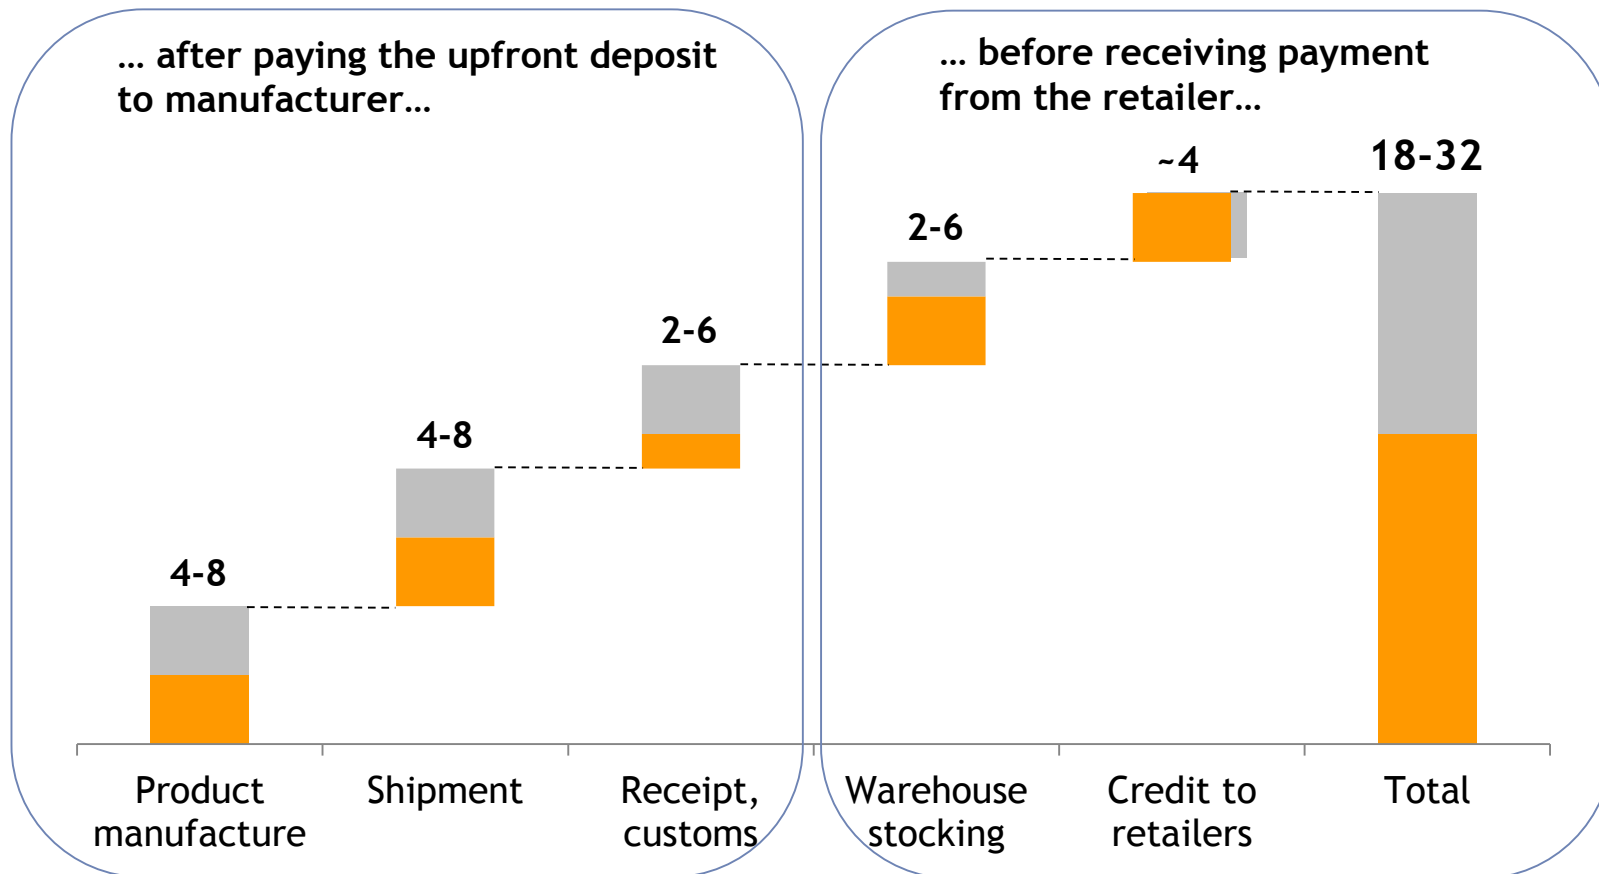 … after paying the upfront deposit
to manufacturer…
… before receiving payment
from the retailer…
4-8
4-8
2-6
2-6
~4
18-32
Product
manufacture
Shipment
Receipt,
customs
Warehouse
stocking
Credit to
retailers
Total